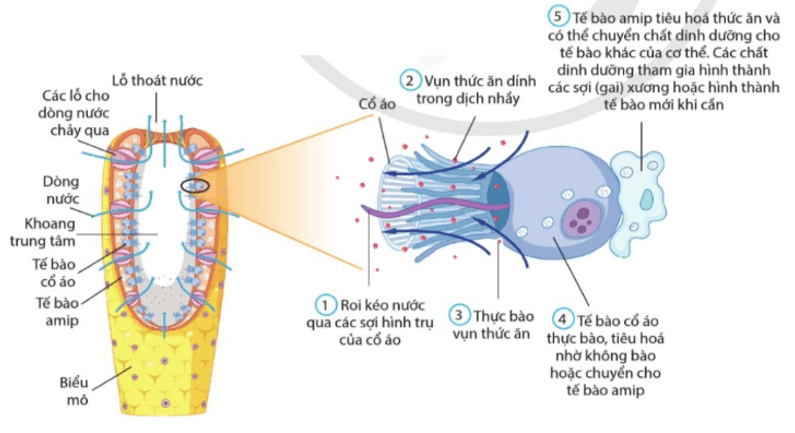 Lỗ thoát nước
Các lỗ cho
dòng nước
chảy qua
Dòng
nước
Khoang
trung tâm
Tế bào
cổ áo
Tế bào
amip
Biểu
mô
Cổ áo
1 Roi kéo nước
qua các sợi hình trụ
của cổ áo
2 Vụn thức ăn dính
trong dịch nhầy
3 Thực bào
vụn thức ăn
4 Tế bào cổ áo
thực bào, tiêu hoá
nhờ không bào
hoặc chuyển cho
tế bào amip
5 Tế bào amip tiêu hoá thức ăn và
có thể chuyển chất dinh dưỡng cho
tế bào khác của cơ thể. Các chất
dinh dưỡng tham gia hình thành
các sợi (gai) xương hoặc hình thành
tế bào mới khi cần